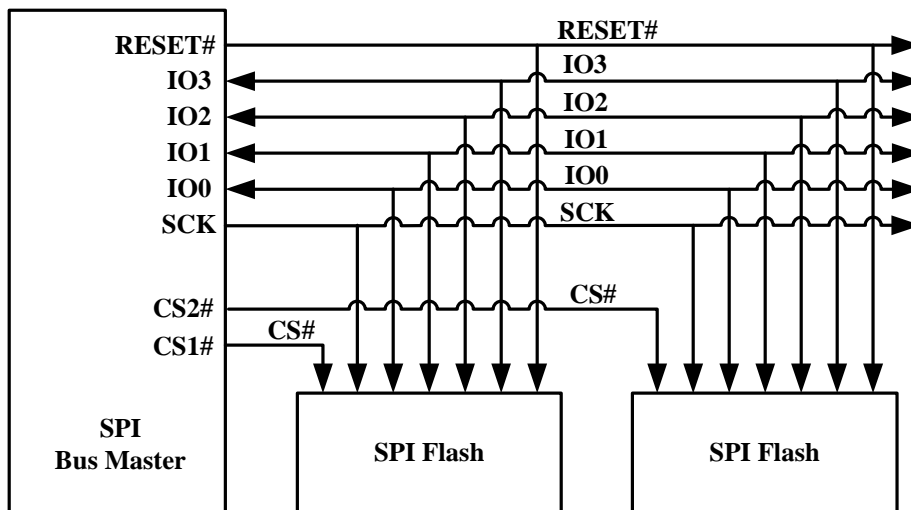 RESET#
RESET#
IO3
IO3
IO2
IO2
IO1
IO1
IO0
IO0
SCK
SCK
CS2#
CS#
CS1#
CS#
SPI
Bus Master
SPI Flash
SPI Flash